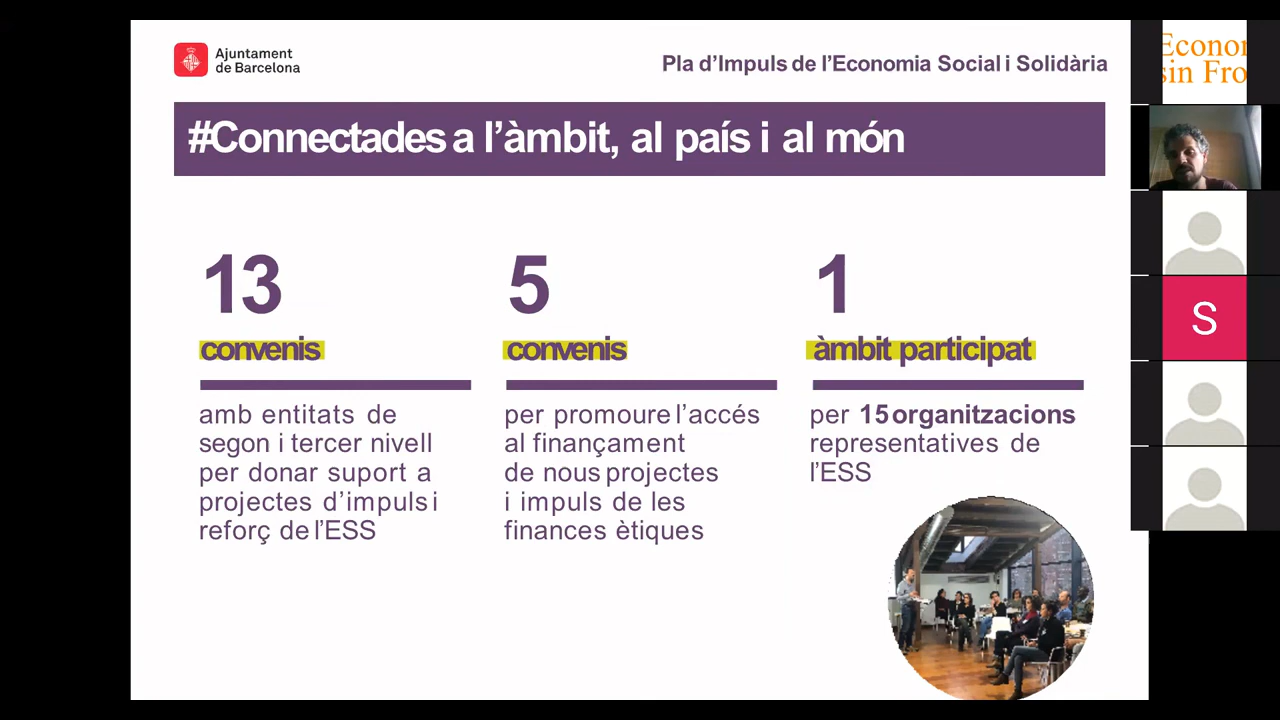 Ajuntament
de Barcelona
Pla d’Impuls de l’Economia Social i Solidària
#Connectades a l’àmbit, al país i al món
13
convenis
amb entitats de
segon i tercer nivell
per donar suport a
projectes d’impuls i
reforç de l’ESS
5
convenis
per promoure l’accés
al finançament
de nous projectes
i impuls de les
finances ètiques
1
àmbit participat
per 15 organitzacions
representatives de
l’ESS
sin
S